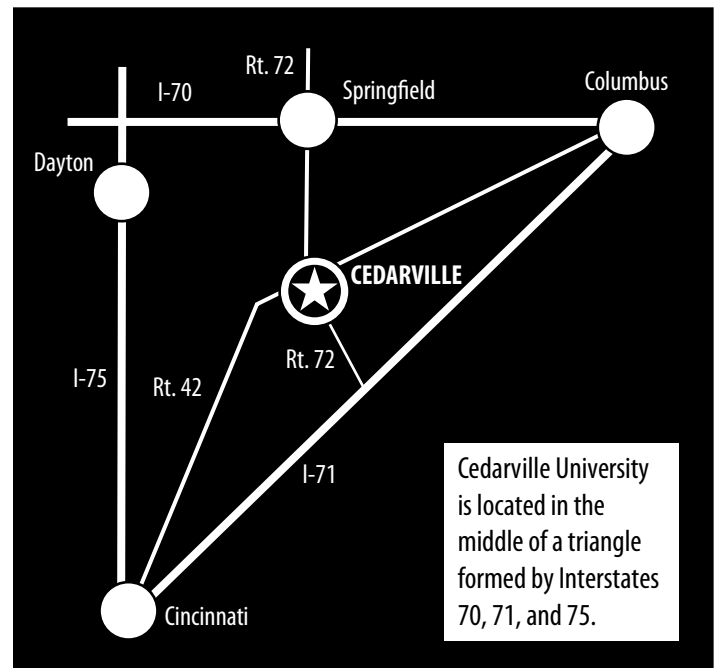 Rt. 72
Columbus
I-70
Springfield
Dayton
CEDARVILLE
Rt. 72
I-75
Rt. 42
I-71
Cedarville University
is located in the
middle of a triangle
formed by Interstates
70, 71, and 75.
Cincinnati